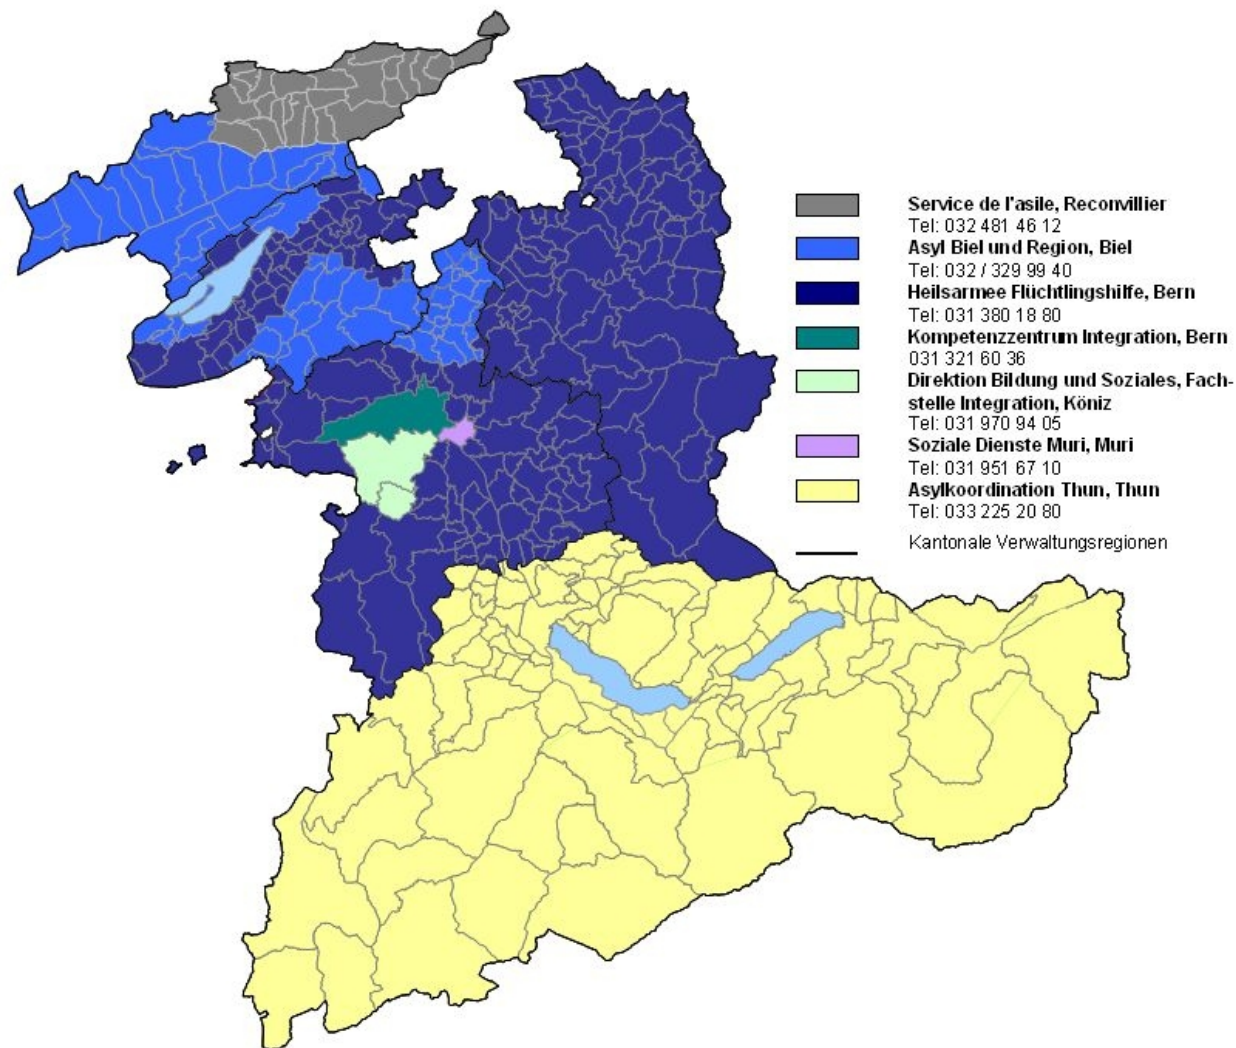 Service de l'asile, Reconvillier
Tel: 032 481 46 12
Asyl Biel und Region, Biel
Tel: 032 / 329 99 40
Heilsarmee Flüchtlingshilfe, Bern
Tel: 031 380 18 80
Kompetenzzentrum Integration, Bern
031 321 60 36
Direktion Bildung und Soziales, Fach-
stelle Integration, Köniz
Tel: 031 970 94 05
Soziale Dienste Muri, Muri
Tel: 031 951 67 10
Asylkoordination Thun, Thun
Tel: 033 225 20 80
Kantonale Verwaltungsregionen